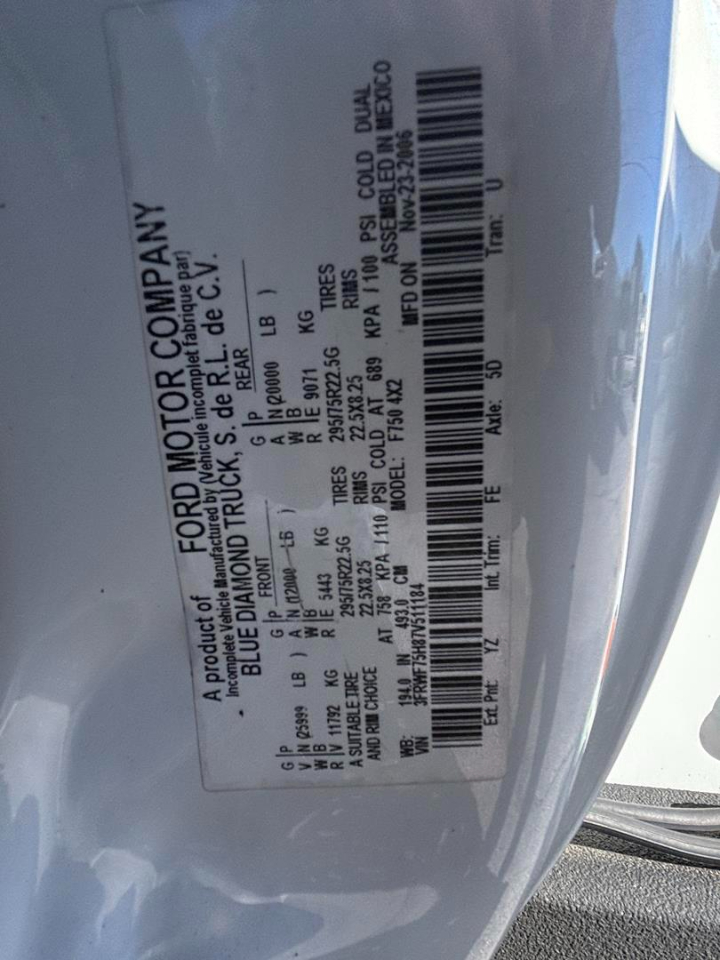 A product of FORD MOTOR COMPANY
Incomplete Vehicle Manufactured by (Vehicule incomplet fabrique par)
BLUE DIAMOND TRUCK, S. de R.L. de C.V.
FRONT REAR
G P G P G P
V N (25999 LB ) A N (12000 LB ) A N (20000 LB )
W B W B W B
R V 11792 KG R E 5443 KG R E 9071 KG
A SUITABLE TIRE 295/75R22.5G TIRES 295/75R22.5G TIRES
AND RIM CHOICE 22.5X8.25 RIMS 22.5X8.25 RIMS
AT 758 KPA / 110 PSI COLD AT 689 KPA / 100 PSI COLD DUAL
WB: 194.0 IN 493.0 CM MODEL: F750 4X2 ASSEMBLED IN MEXICO
VIN 3FRWF75H87V511184 MFD ON Nov-23-2006
Ext. Pnt: YZ Int. Trim: FE Axle: 5D Tran: U